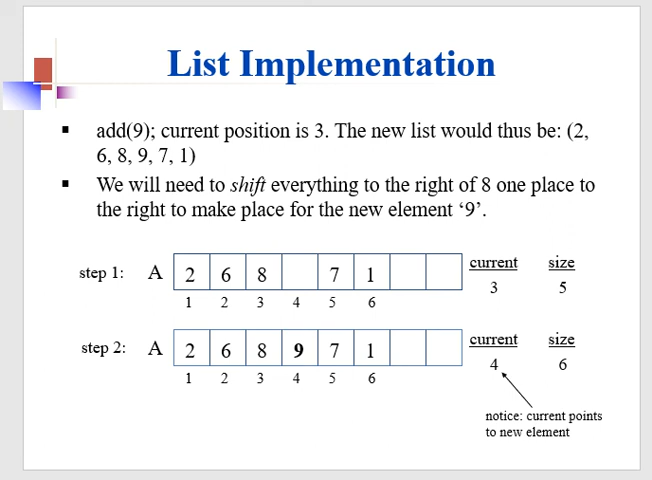 List Implementation
▪ add(9); current position is 3. The new list would thus be: (2,
6, 8, 9, 7, 1)
▪ We will need to shift everything to the right of 8 one place to
the right to make place for the new element ‘9’.
step 1: A 2 6 8 7 1 current size
3 5
1 2 3 4 5 6
step 2: A 2 6 8 9 7 1 current size
4 6
1 2 3 4 5 6
notice: current points
to new element